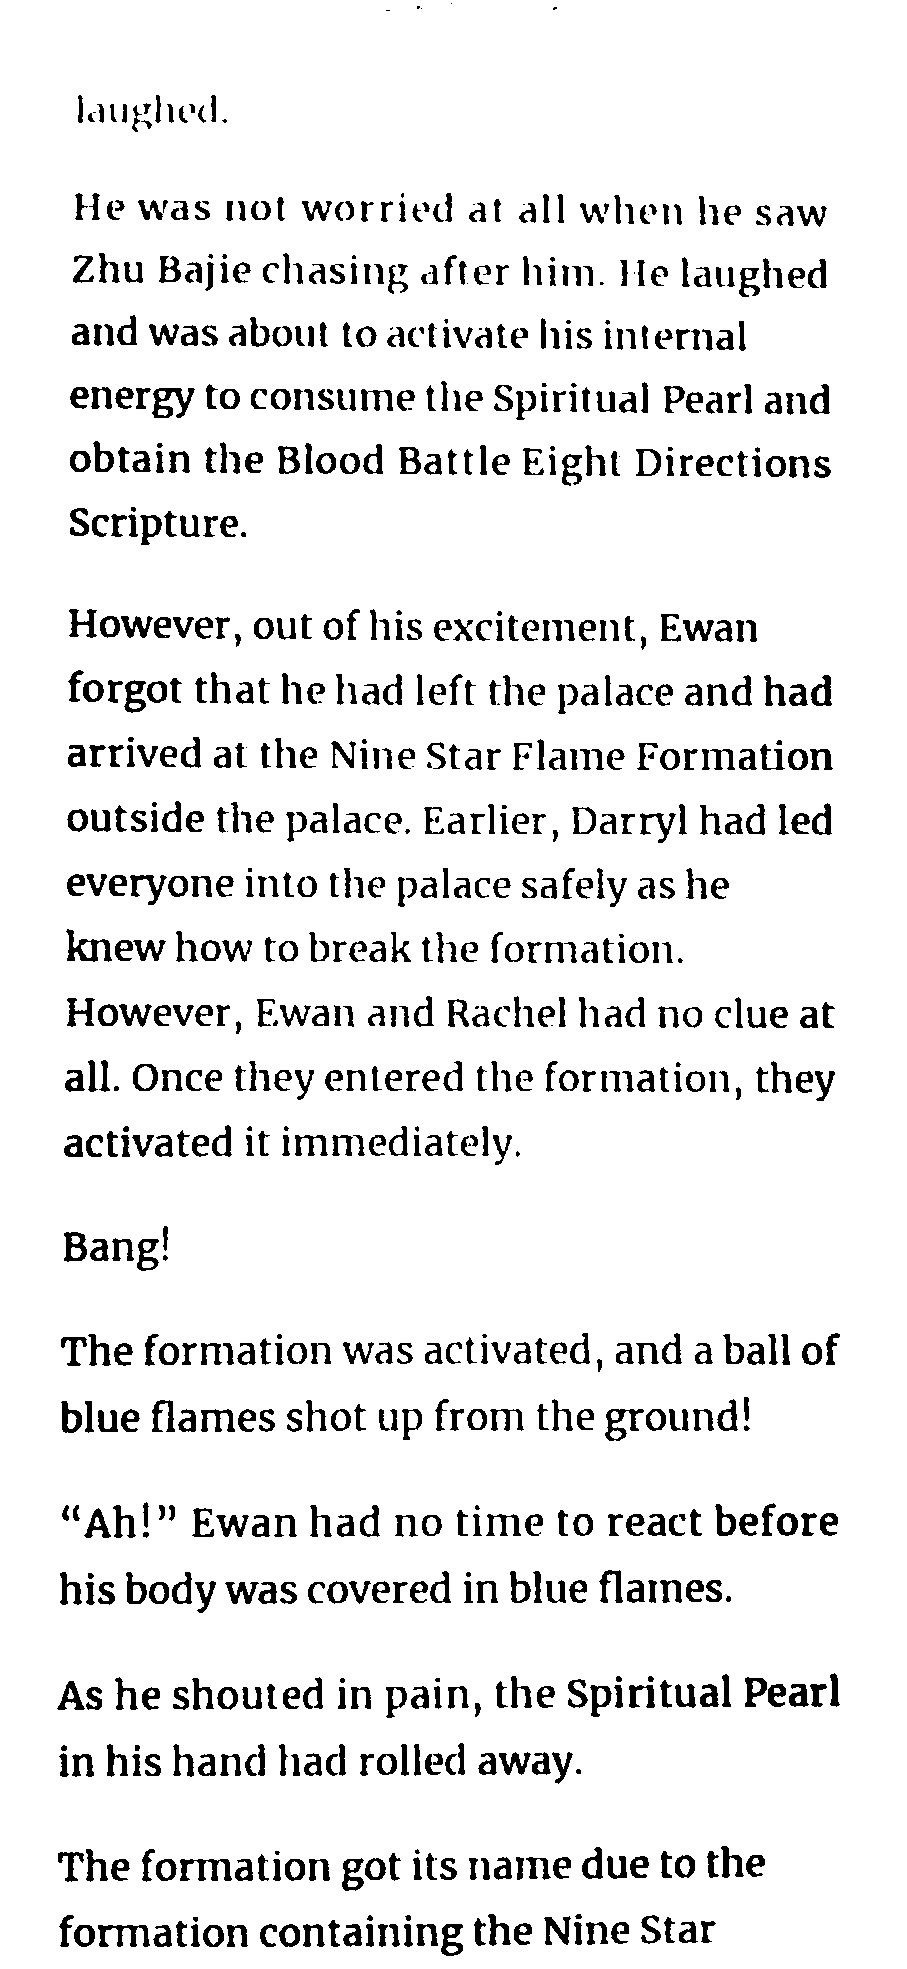 laughed.
He was not worried at all when he saw
Zhu Bajie chasing after him. He laughed
and was about to activate his internal
energy to consume the Spiritual Pearl and
obtain the Blood Battle Eight Directions
Scripture.
However, out of his excitement, Ewan
forgot that he had left the palace and had
arrived at the Nine Star Flame Formation
outside the palace. Earlier, Darryl had led
everyone into the palace safely as he
knew how to break the formation.
However, Ewan and Rachel had no clue at
all. Once they entered the formation, they
activated it immediately.
Bang!
The formation was activated, and a ball of
blue flames shot up from the ground!
“Ah!” Ewan had no time to react before
his body was covered in blue flames.
As he shouted in pain, the Spiritual Pearl
in his hand had rolled away.
The formation got its name due to the
formation containing the Nine Star